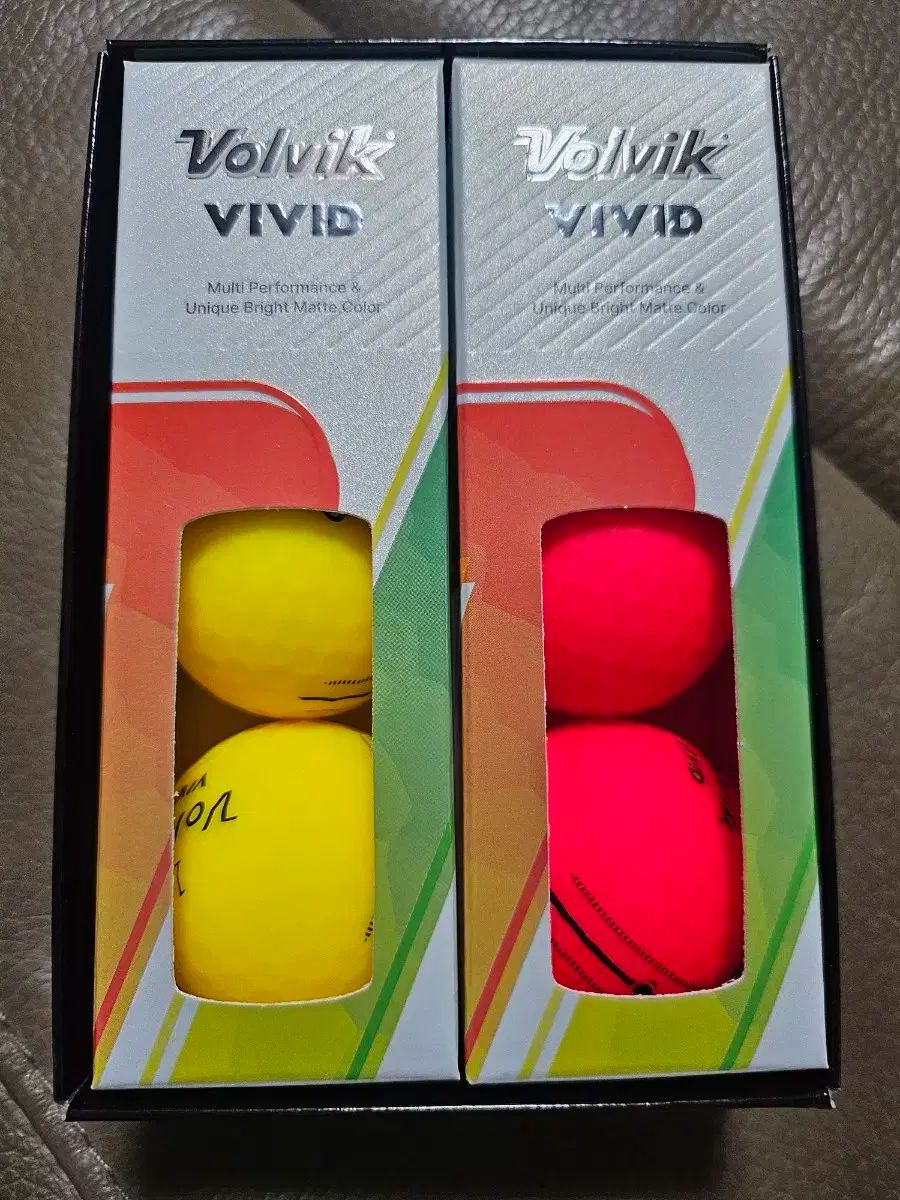 Volvik
VIVID
Multi Performance &
Unique Bright Matte Color
Volvik
VIVID
Multi Performance &
Unique Bright Matte Color